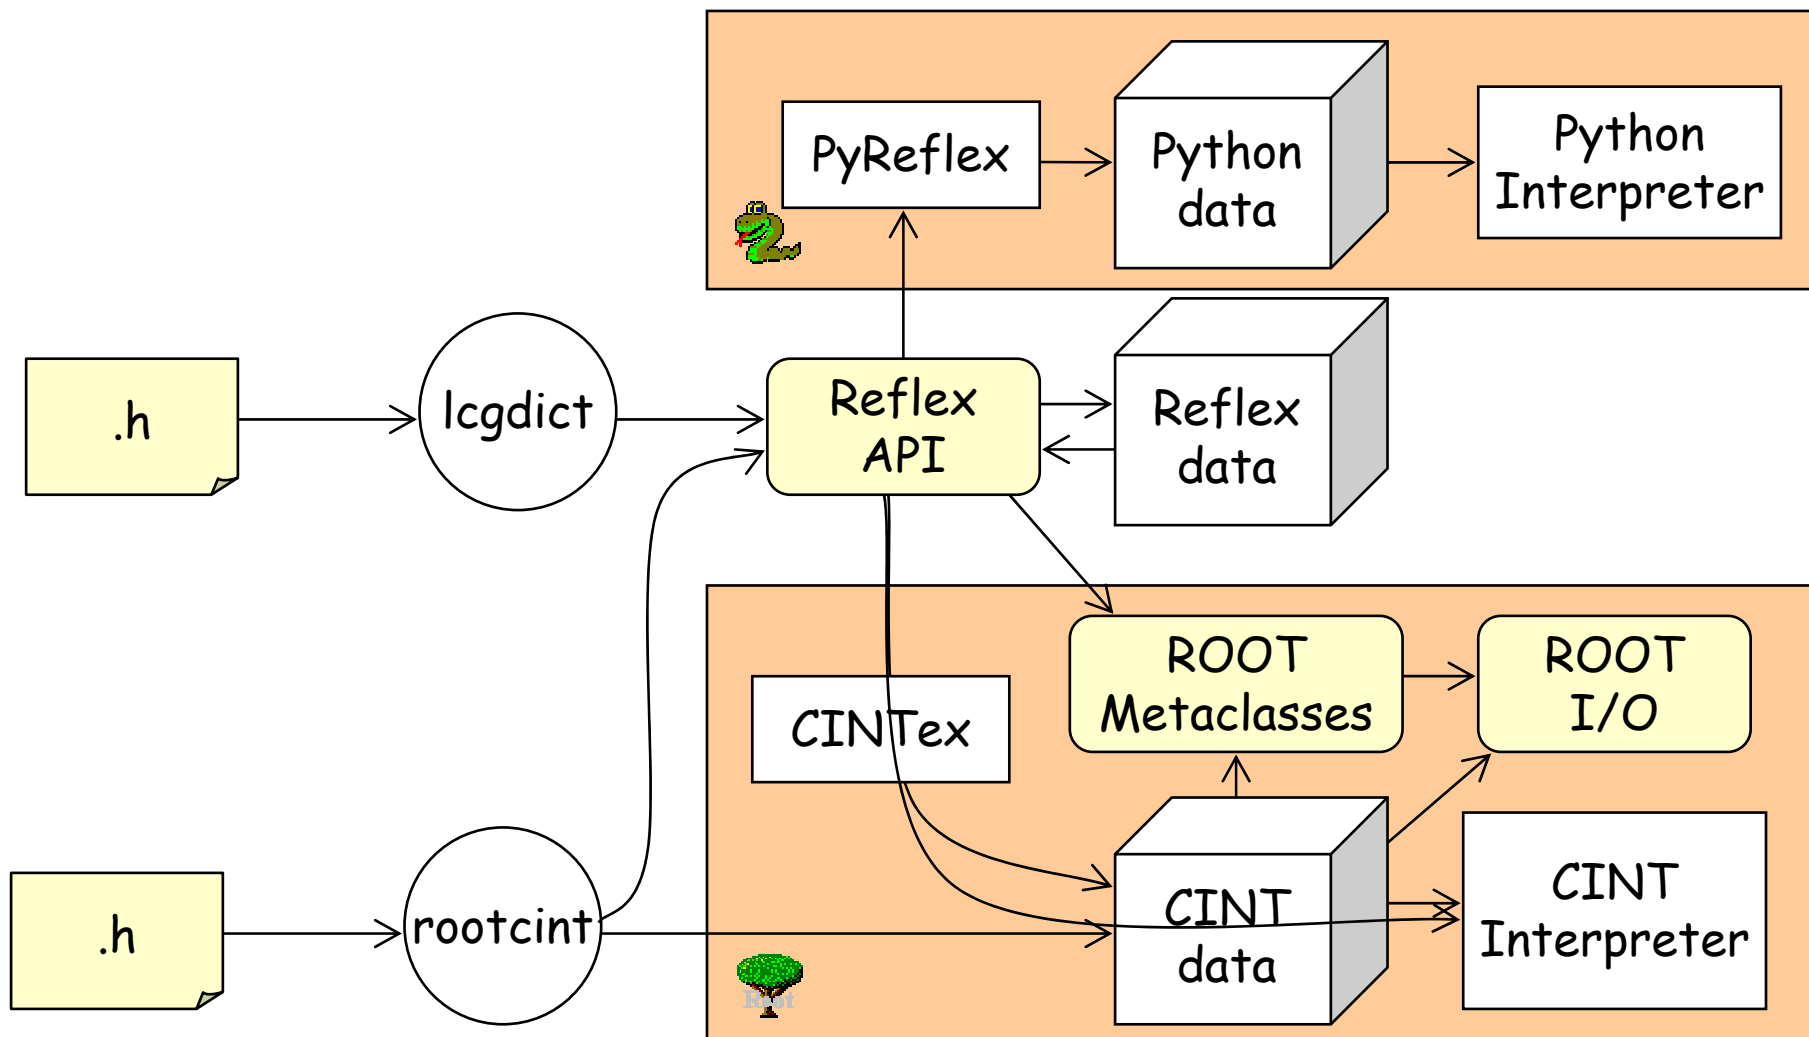 PyReflex
Python
data
Python
Interpreter
.h
lcgdict
Reflex
API
Reflex
data
ROOT
Metaclasses
ROOT
I/O
CINTex
.h
rootcint
CINT
data
CINT
Interpreter
Root